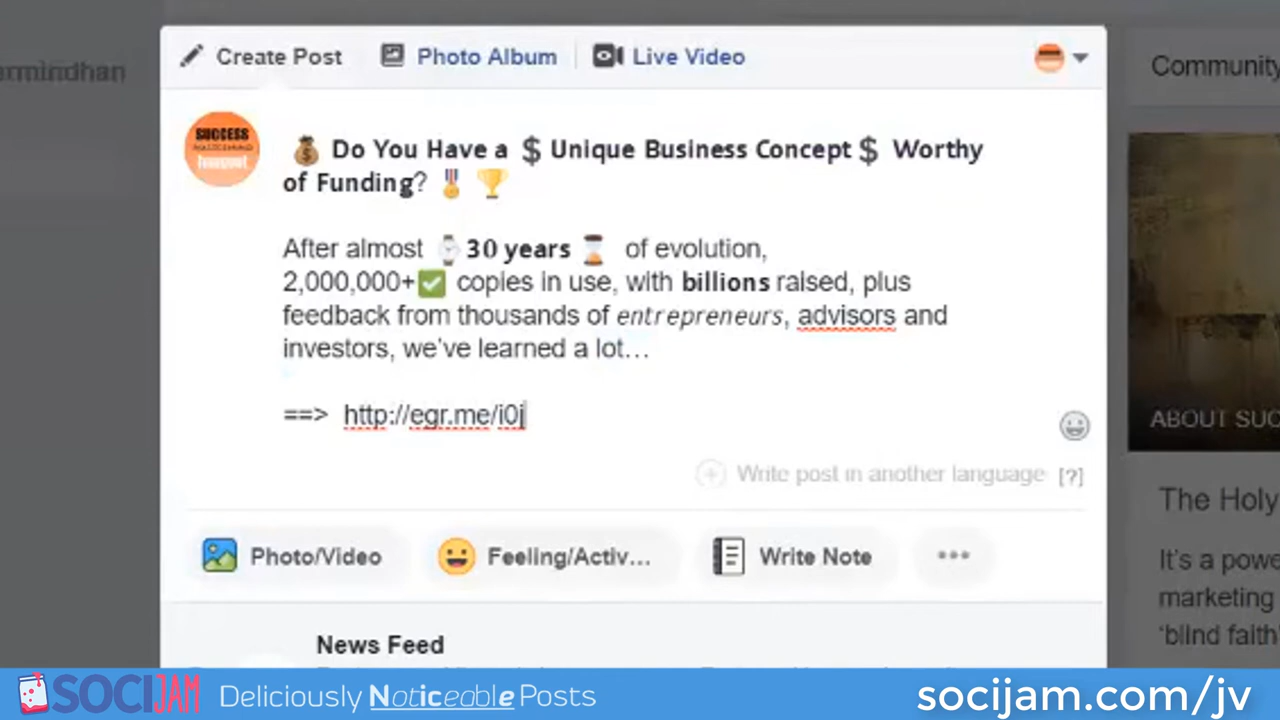 rmindhan
Create Post
Photo Album
Live Video
Community
SUCCESS
💰 Do You Have a $ Unique Business Concept $ Worthy
of Funding? 🏅 🏆
After almost ⌚ 30 years ⌛ of evolution,
2,000,000+✅ copies in use, with billions raised, plus
feedback from thousands of entrepreneurs, advisors and
investors, we've learned a lot…
==> http://egr.me/i0j
ABOUT SUC
Write post in another language [?]
The Holy
Photo/Video
Feeling/Activ...
Write Note
It's a powe
marketing
'blind faith'
News Feed
SOCIJAM Deliciously Noticeable Posts
socijam.com/jv